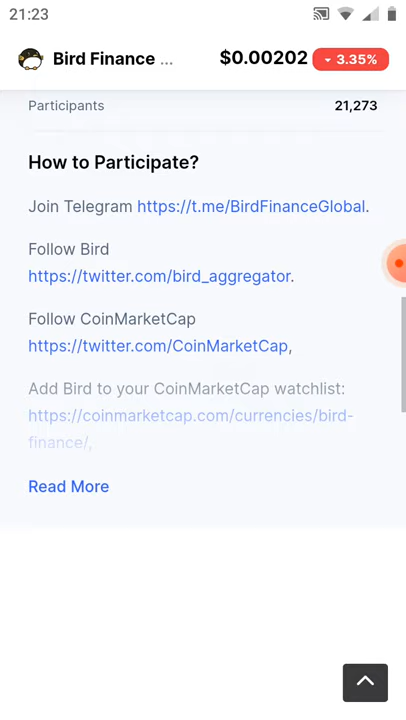 21:23
Bird Finance ... $0.00202 3.35%
Participants 21,273
How to Participate?
Join Telegram https://t.me/BirdFinanceGlobal.
Follow Bird
https://twitter.com/bird_aggregator.
Follow CoinMarketCap
https://twitter.com/CoinMarketCap,
Add Bird to your CoinMarketCap watchlist:
https://coinmarketcap.com/currencies/bird-
finance/,
Read More